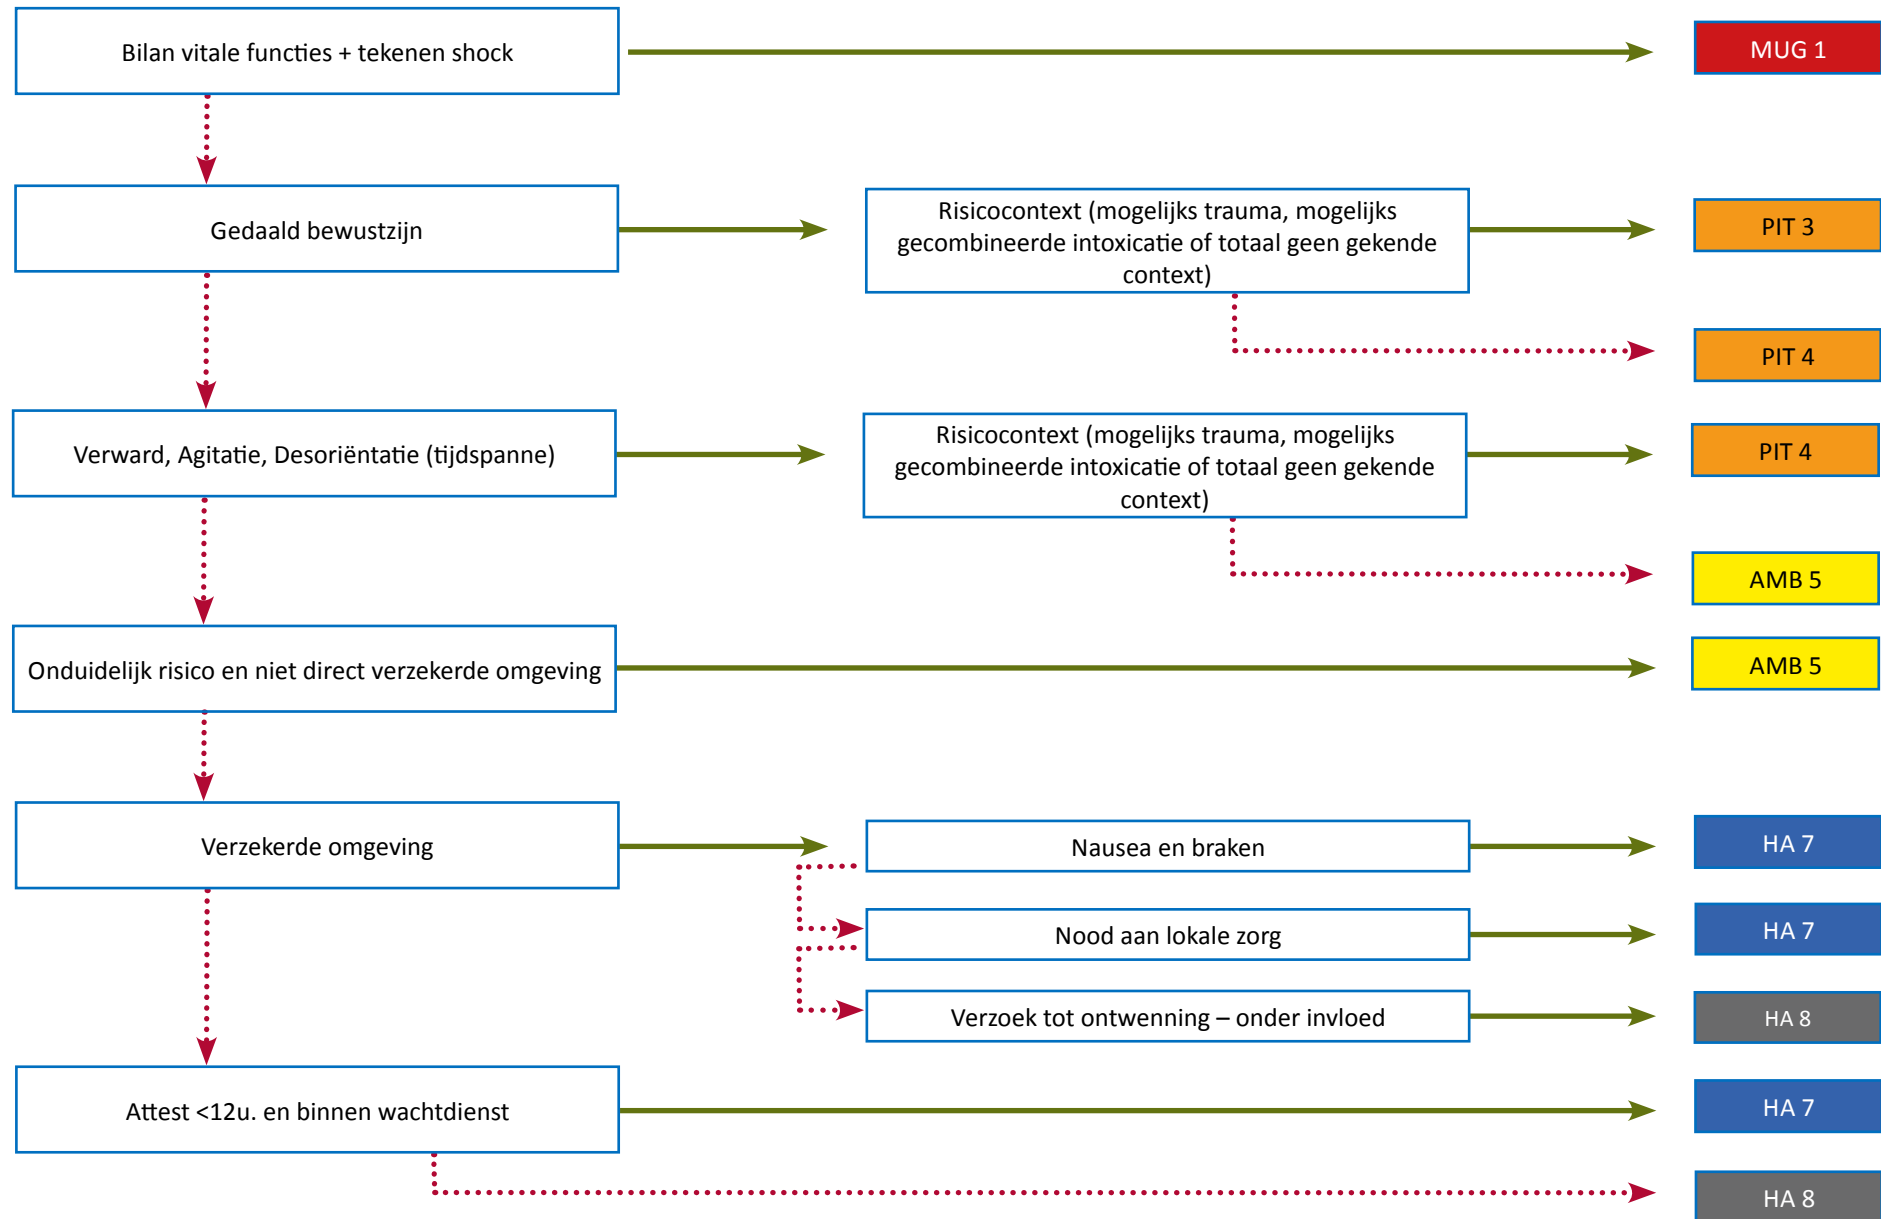 Bilan vitale functies + tekenen shock
MUG 1
Gedaald bewustzijn
Risicocontext (mogelijks trauma, mogelijks
gecombineerde intoxicatie of totaal geen gekende
context)
PIT 3
PIT 4
Verward, Agitatie, Desoriëntatie (tijdspanne)
Risicocontext (mogelijks trauma, mogelijks
gecombineerde intoxicatie of totaal geen gekende
context)
PIT 4
AMB 5
Onduidelijk risico en niet direct verzekerde omgeving
AMB 5
Verzekerde omgeving
Nausea en braken
HA 7
Nood aan lokale zorg
HA 7
Verzoek tot ontwenning – onder invloed
HA 8
Attest <12u. en binnen wachtdienst
HA 7
HA 8